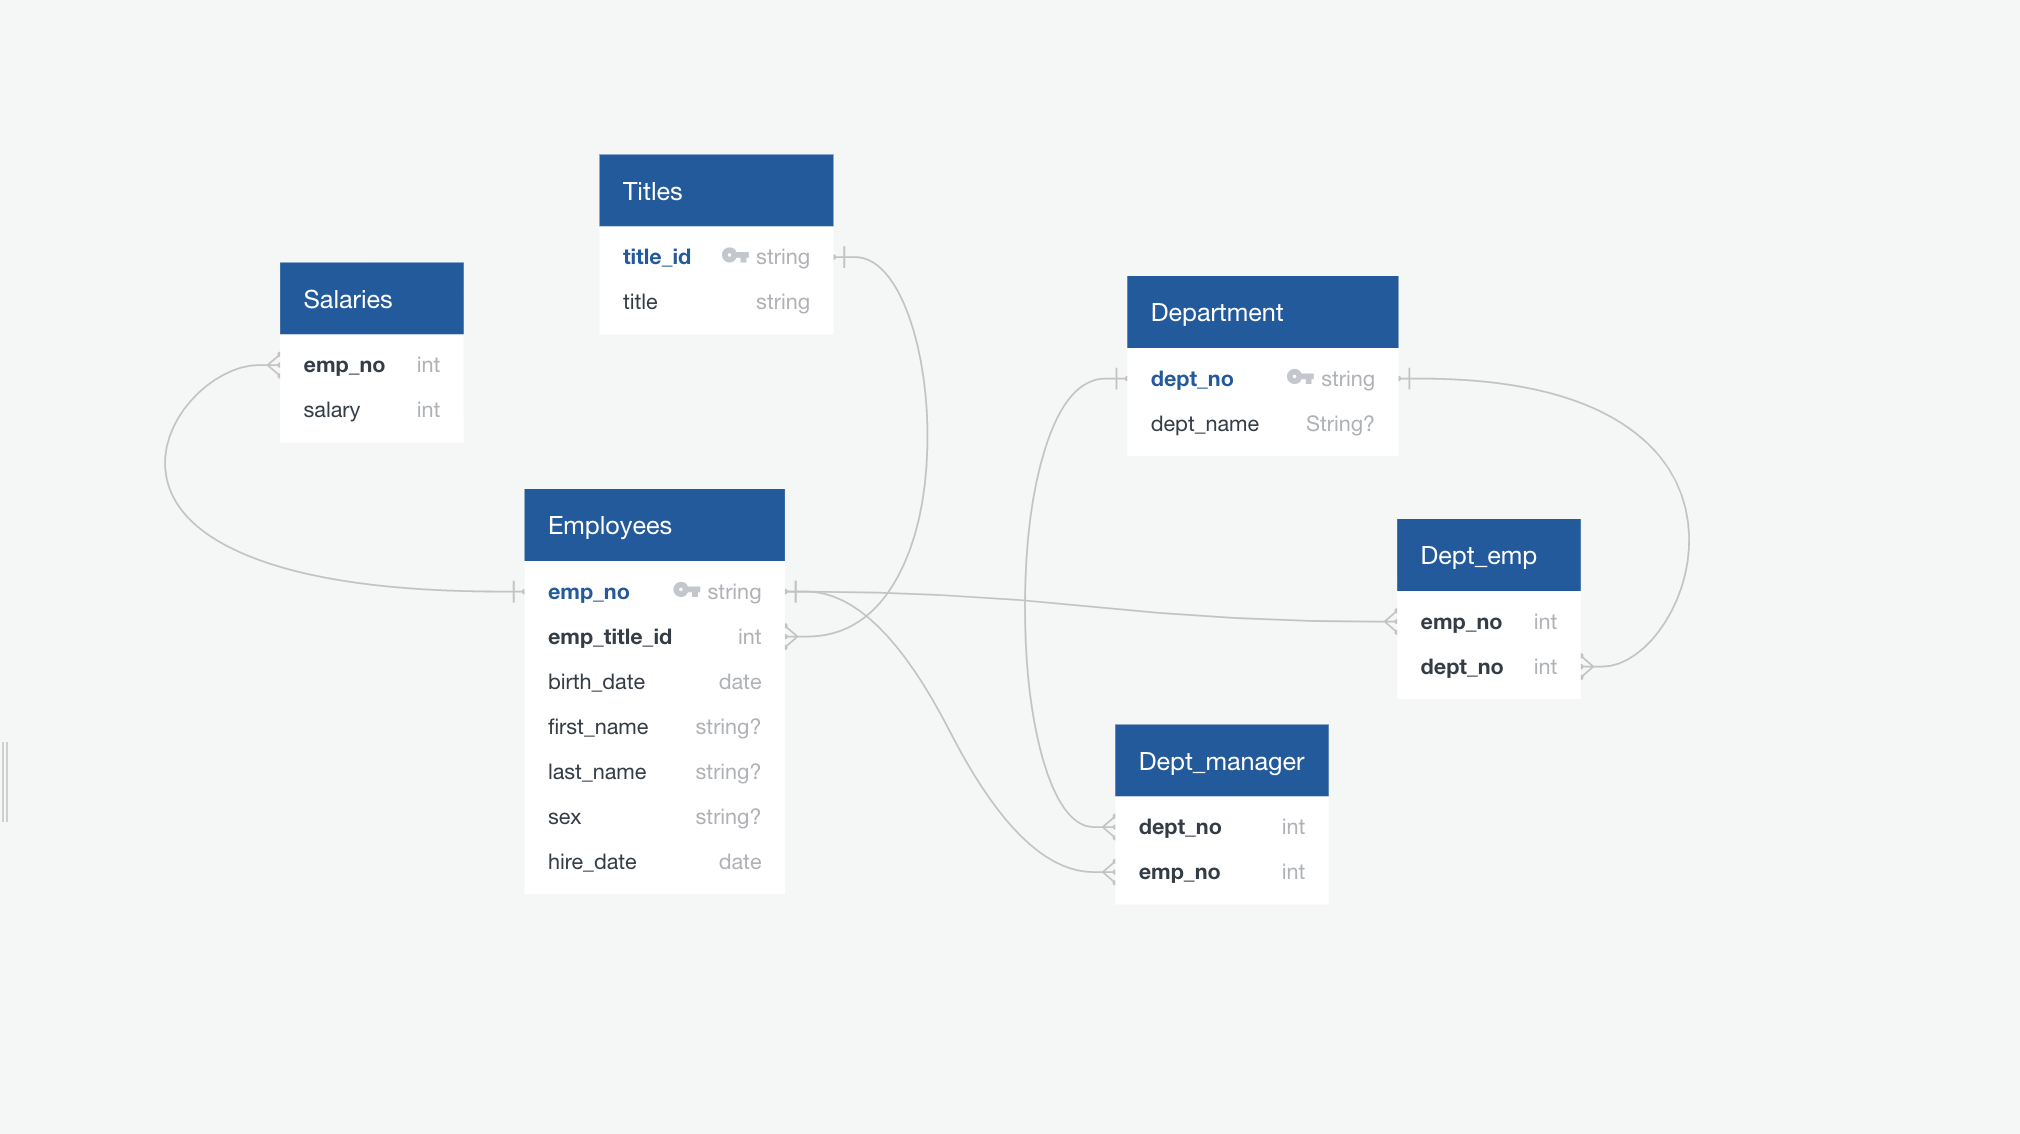 Titles
title_id string
title string
Salaries
emp_no int
salary int
Department
dept_no string
dept_name String?
Employees
emp_no string
emp_title_id int
birth_date date
first_name string?
last_name string?
sex string?
hire_date date
Dept_emp
emp_no int
dept_no int
Dept_manager
dept_no int
emp_no int